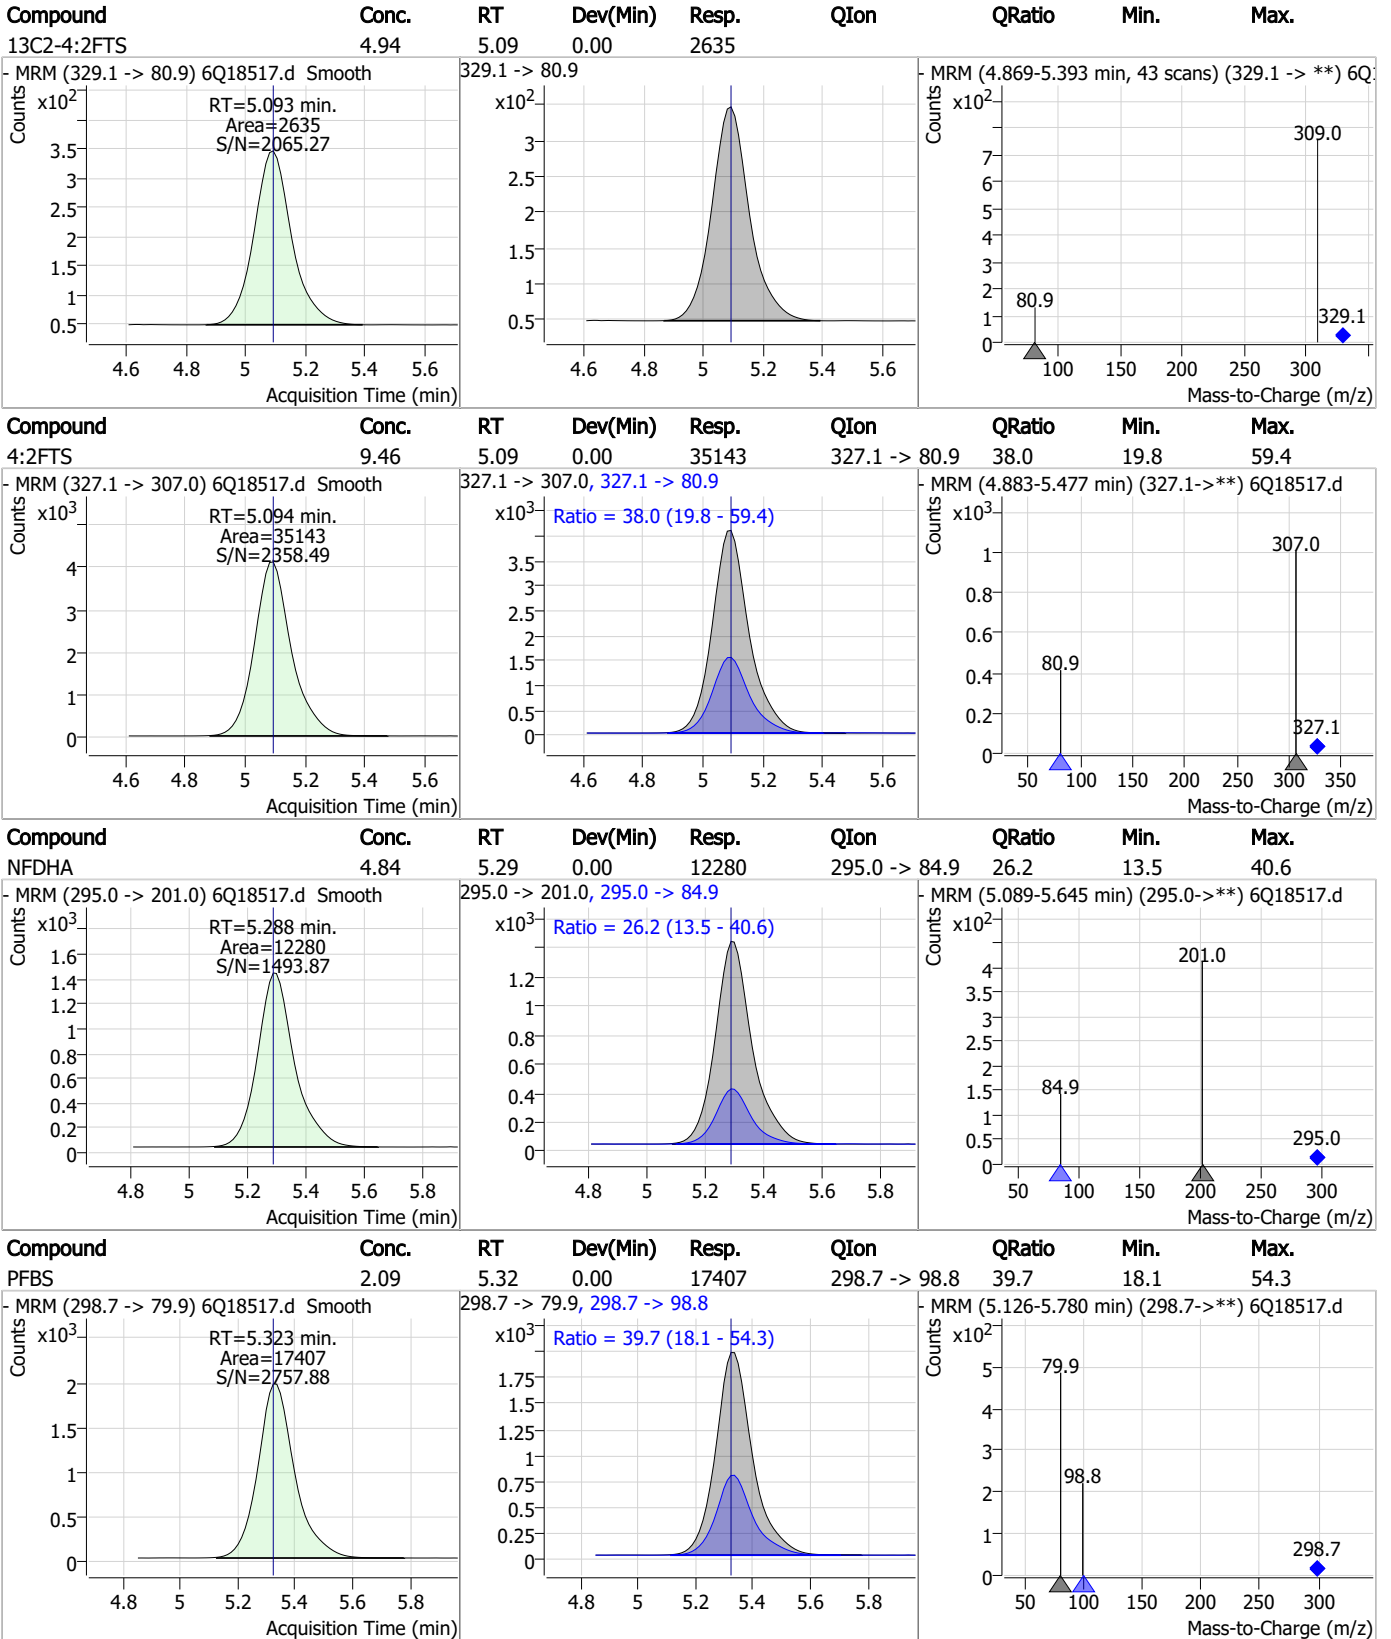 Compound Conc. RT Dev(Min) Resp. QIon QRatio Min. Max.
13C2-4:2FTS 4.94 5.09 0.00 2635
- MRM (329.1 -> 80.9) 6Q18517.d Smooth
329.1 -> 80.9
- MRM (4.869-5.393 min, 43 scans) (329.1 -> **) 6Q1
Counts
x10²
RT=5.093 min.
Area=2635
S/N=2065.27
3.5
3
2.5
2
1.5
1
0.5
4.6 4.8 5 5.2 5.4 5.6
Acquisition Time (min)
x10²
3
2.5
2
1.5
1
0.5
4.6 4.8 5 5.2 5.4 5.6
Counts
x10²
7
6
5
4
3
2
1
0
309.0
80.9
329.1
100 150 200 250 300
Mass-to-Charge (m/z)
Compound Conc. RT Dev(Min) Resp. QIon QRatio Min. Max.
4:2FTS 9.46 5.09 0.00 35143 327.1 -> 80.9 38.0 19.8 59.4
- MRM (327.1 -> 307.0) 6Q18517.d Smooth
327.1 -> 307.0, 327.1 -> 80.9
- MRM (4.883-5.477 min) (327.1->**) 6Q18517.d
Counts
x10³
RT=5.094 min.
Area=35143
S/N=2358.49
4
3
2
1
0
4.6 4.8 5 5.2 5.4 5.6
Acquisition Time (min)
x10³
Ratio = 38.0 (19.8 - 59.4)
3.5
3
2.5
2
1.5
1
0.5
0
4.6 4.8 5 5.2 5.4 5.6
Counts
x10³
1
0.8
0.6
0.4
0.2
0
307.0
80.9
327.1
50 100 150 200 250 300 350
Mass-to-Charge (m/z)
Compound Conc. RT Dev(Min) Resp. QIon QRatio Min. Max.
NFDHA 4.84 5.29 0.00 12280 295.0 -> 84.9 26.2 13.5 40.6
- MRM (295.0 -> 201.0) 6Q18517.d Smooth
295.0 -> 201.0, 295.0 -> 84.9
- MRM (5.089-5.645 min) (295.0->**) 6Q18517.d
Counts
x10³
RT=5.288 min.
Area=12280
S/N=1493.87
1.6
1.4
1.2
1
0.8
0.6
0.4
0.2
0
4.8 5 5.2 5.4 5.6 5.8
Acquisition Time (min)
x10³
Ratio = 26.2 (13.5 - 40.6)
1.2
1
0.8
0.6
0.4
0.2
0
4.8 5 5.2 5.4 5.6 5.8
Counts
x10²
4
3.5
3
2.5
2
1.5
1
0.5
0
201.0
84.9
295.0
50 100 150 200 250 300
Mass-to-Charge (m/z)
Compound Conc. RT Dev(Min) Resp. QIon QRatio Min. Max.
PFBS 2.09 5.32 0.00 17407 298.7 -> 98.8 39.7 18.1 54.3
- MRM (298.7 -> 79.9) 6Q18517.d Smooth
298.7 -> 79.9, 298.7 -> 98.8
- MRM (5.126-5.780 min) (298.7->**) 6Q18517.d
Counts
x10³
RT=5.323 min.
Area=17407
S/N=2757.88
2
1.5
1
0.5
0
4.8 5 5.2 5.4 5.6 5.8
Acquisition Time (min)
x10³
Ratio = 39.7 (18.1 - 54.3)
1.75
1.5
1.25
1
0.75
0.5
0.25
0
4.8 5 5.2 5.4 5.6 5.8
Counts
x10²
5
4
3
2
1
0
79.9
98.8
298.7
50 100 150 200 250 300
Mass-to-Charge (m/z)